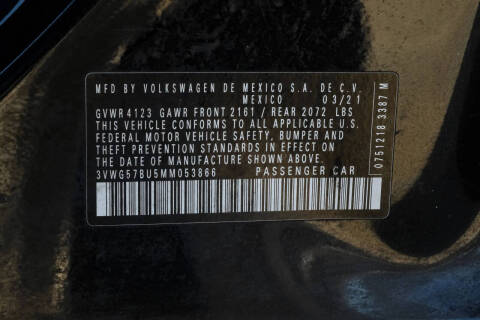 MFD BY VOLKSWAGEN DE MEXICO S.A. DE C.V.
MEXICO 03/21
GVWR 4123 GAWR FRONT 2161 / REAR 2072 LBS
THIS VEHICLE CONFORMS TO ALL APPLICABLE U.S.
FEDERAL MOTOR VEHICLE SAFETY, BUMPER AND
THEFT PREVENTION STANDARDS IN EFFECT ON
THE DATE OF MANUFACTURE SHOWN ABOVE.
3VWG57BU5MM053866 PASSENGER CAR
0751218 3387 M